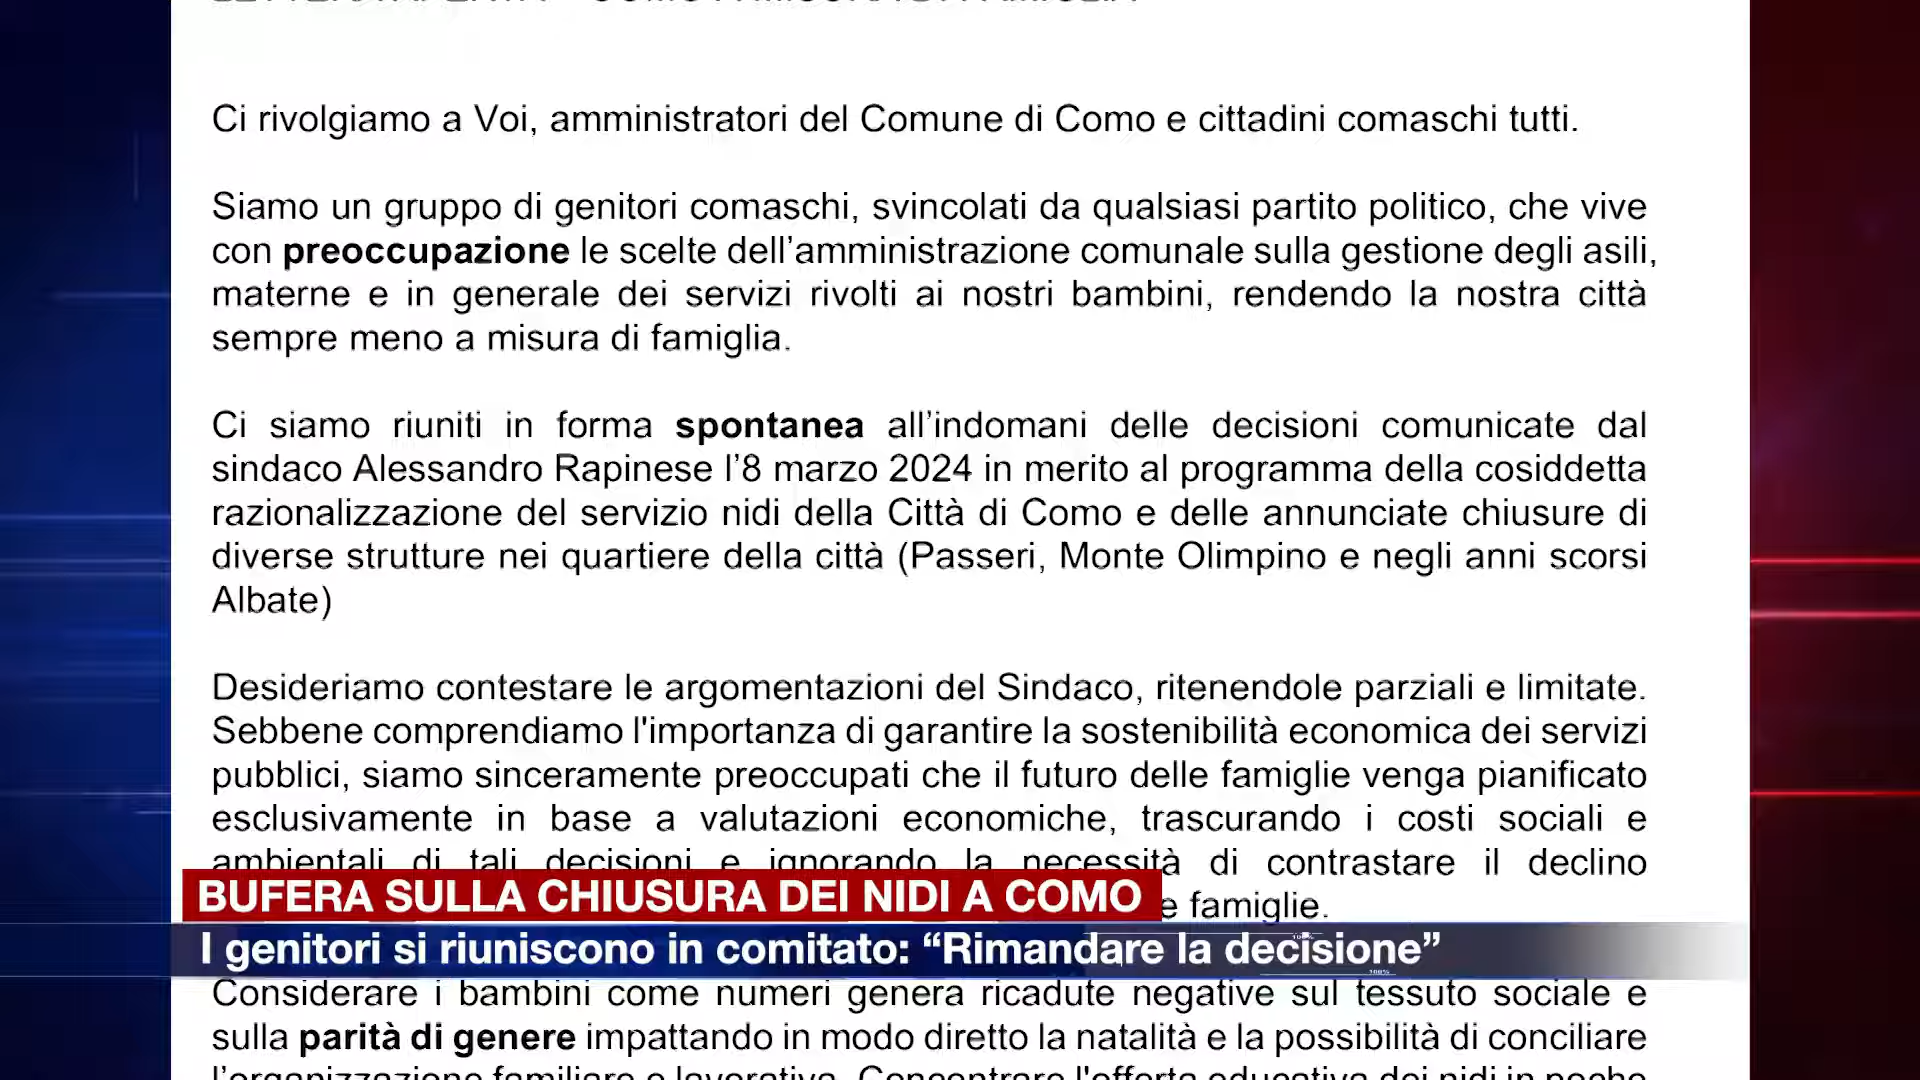 Ci rivolgiamo a Voi, amministratori del Comune di Como e cittadini comaschi tutti.
Siamo un gruppo di genitori comaschi, svincolati da qualsiasi partito politico, che vive
con preoccupazione le scelte dell’amministrazione comunale sulla gestione degli asili,
materne e in generale dei servizi rivolti ai nostri bambini, rendendo la nostra città
sempre meno a misura di famiglia.
Ci siamo riuniti in forma spontanea all’indomani delle decisioni comunicate dal
sindaco Alessandro Rapinese l’8 marzo 2024 in merito al programma della cosiddetta
razionalizzazione del servizio nidi della Città di Como e delle annunciate chiusure di
diverse strutture nei quartiere della città (Passeri, Monte Olimpino e negli anni scorsi
Albate)
Desideriamo contestare le argomentazioni del Sindaco, ritenendole parziali e limitate.
Sebbene comprendiamo l'importanza di garantire la sostenibilità economica dei servizi
pubblici, siamo sinceramente preoccupati che il futuro delle famiglie venga pianificato
esclusivamente in base a valutazioni economiche, trascurando i costi sociali e
ambientali di tali decisioni e ignorando la necessità di contrastare il declino
e famiglie.
BUFERA SULLA CHIUSURA DEI NIDI A COMO
I genitori si riuniscono in comitato: “Rimandare la decisione”
Considerare i bambini come numeri genera ricadute negative sul tessuto sociale e
sulla parità di genere impattando in modo diretto la natalità e la possibilità di conciliare
l’organizzazione familiare e lavorativa. Concentrare l'offerta educativa dei nidi in poche